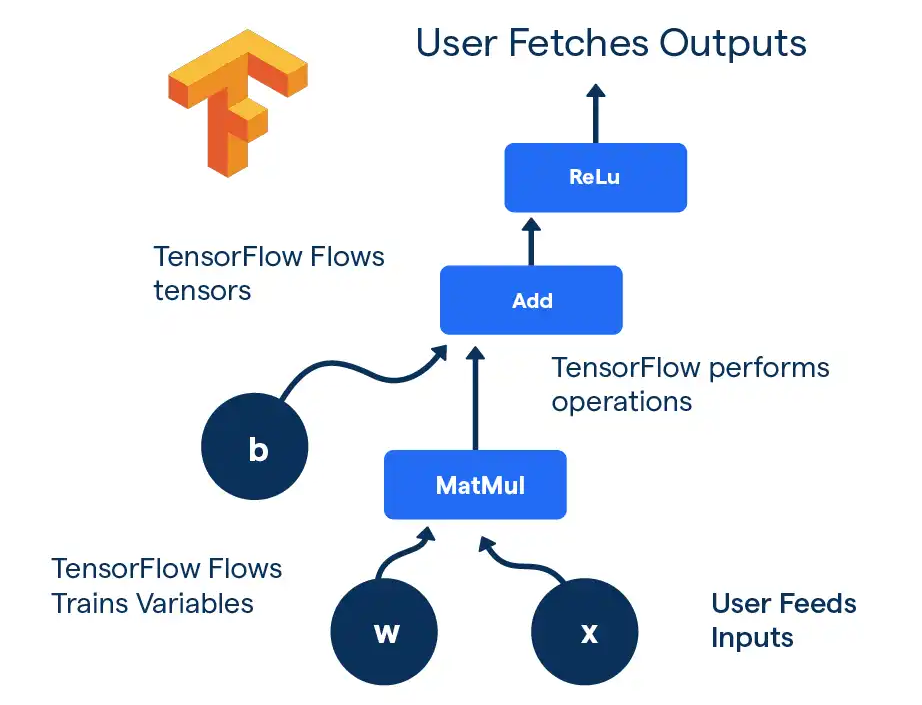 User Fetches Outputs
ReLu
TensorFlow Flows
tensors
Add
TensorFlow performs
operations
b
MatMul
TensorFlow Flows
Trains Variables
w
x
User Feeds
Inputs